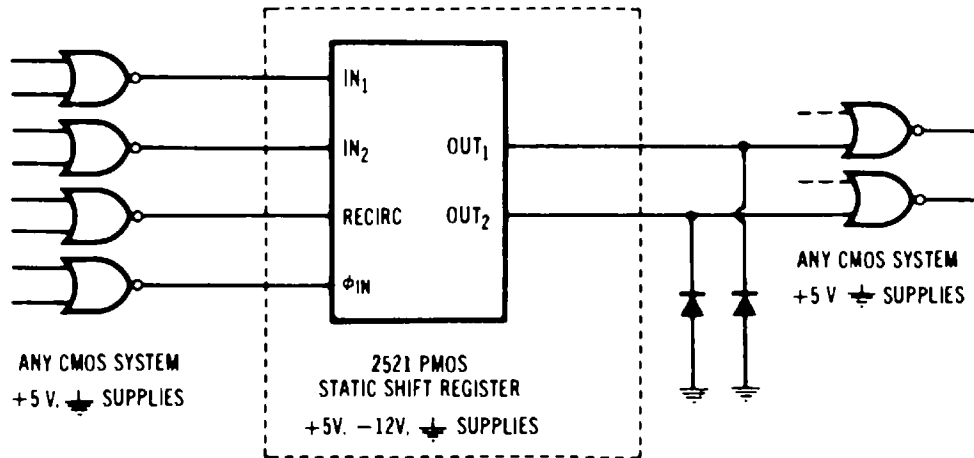 IN₁
IN₂
OUT₁
RECIRC
OUT₂
ϕIN
ANY CMOS SYSTEM
+5 V, ⏚ SUPPLIES
2521 PMOS
STATIC SHIFT REGISTER
+5V. −12V. ⏚ SUPPLIES
ANY CMOS SYSTEM
+5 V ⏚ SUPPLIES